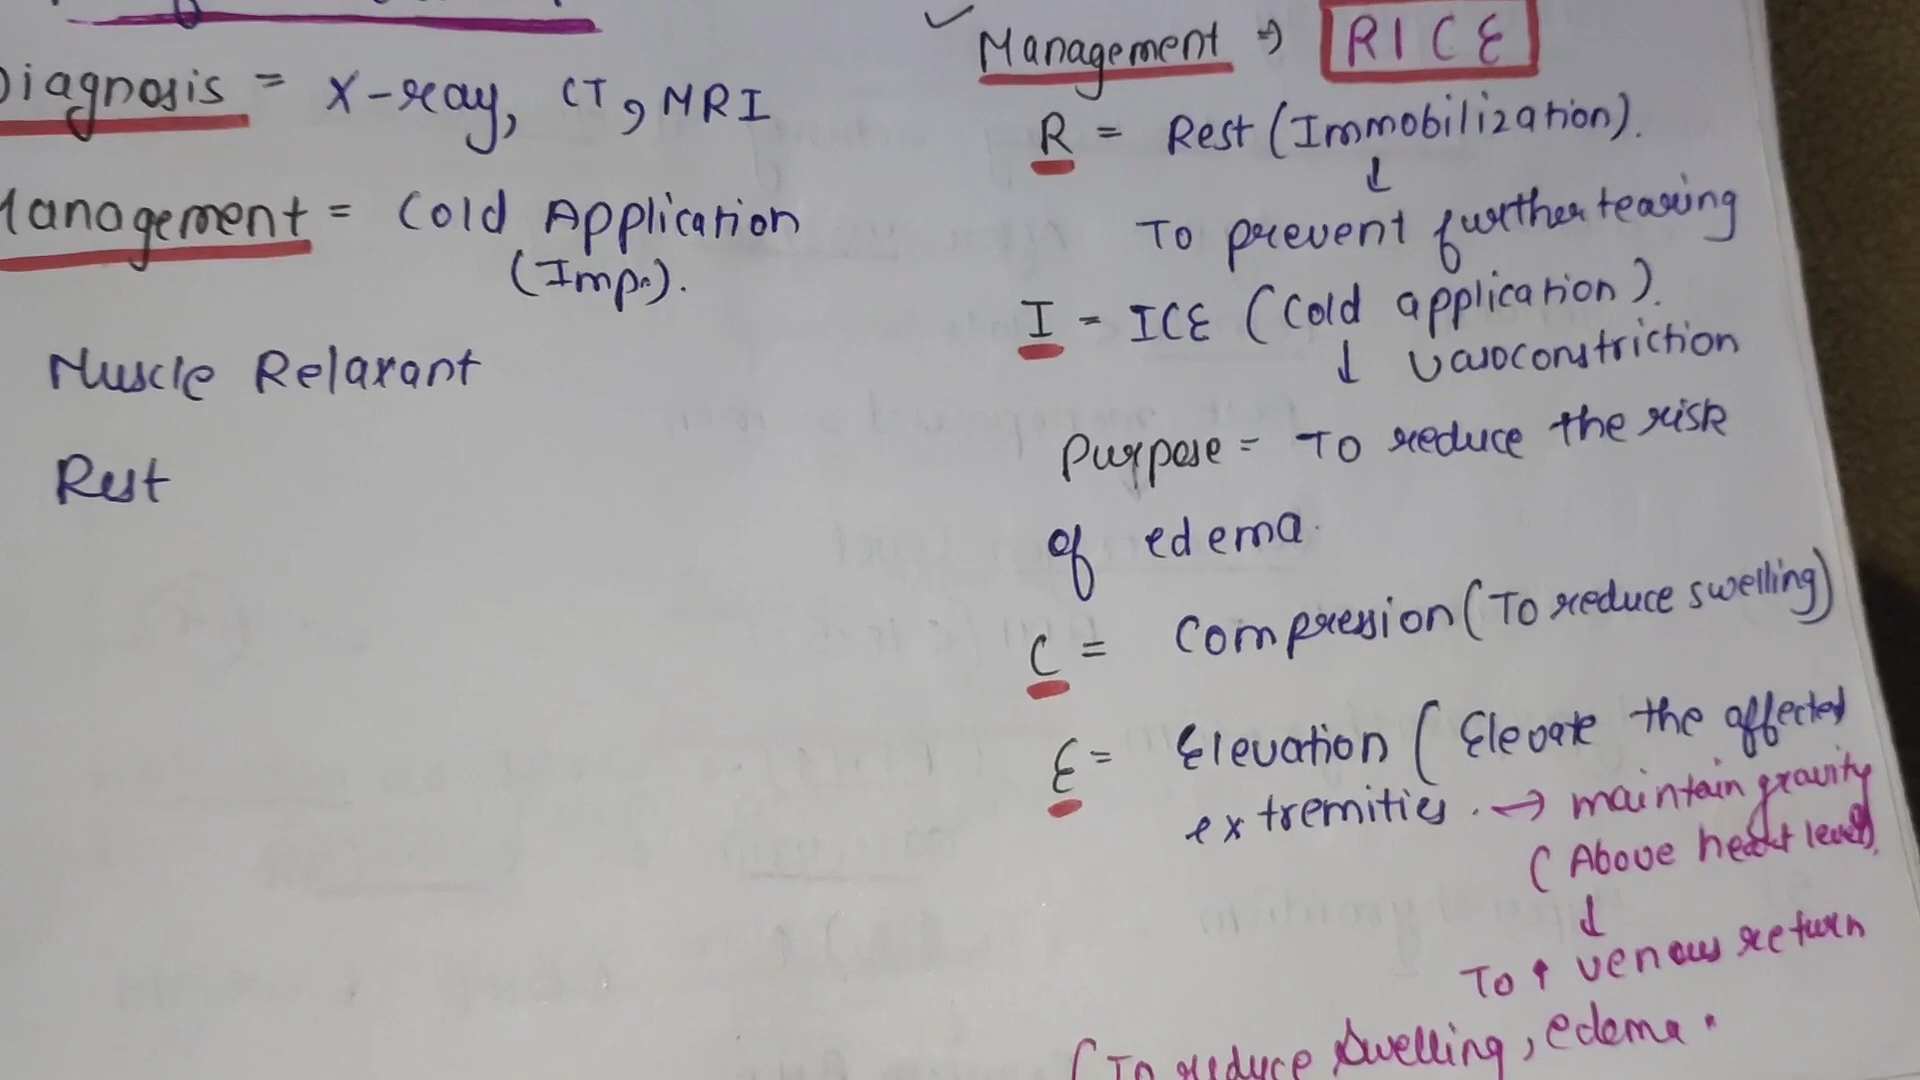 Diagnosis = X-ray, CT, MRI
Management = Cold Application
(Imp.).
Muscle Relaxant
Rest
✓ Management → RICE
R = Rest (Immobilization).
↓
To prevent further tearing
I - ICE (Cold application).
↓ Vasoconstriction
Purpose = To reduce the risk
of edema.
C = Compression (To reduce swelling)
E = Elevation (Elevate the affected
extremities. → maintain gravity
(Above heart level).
↓
To ↑ venous return
(To reduce swelling, edema.